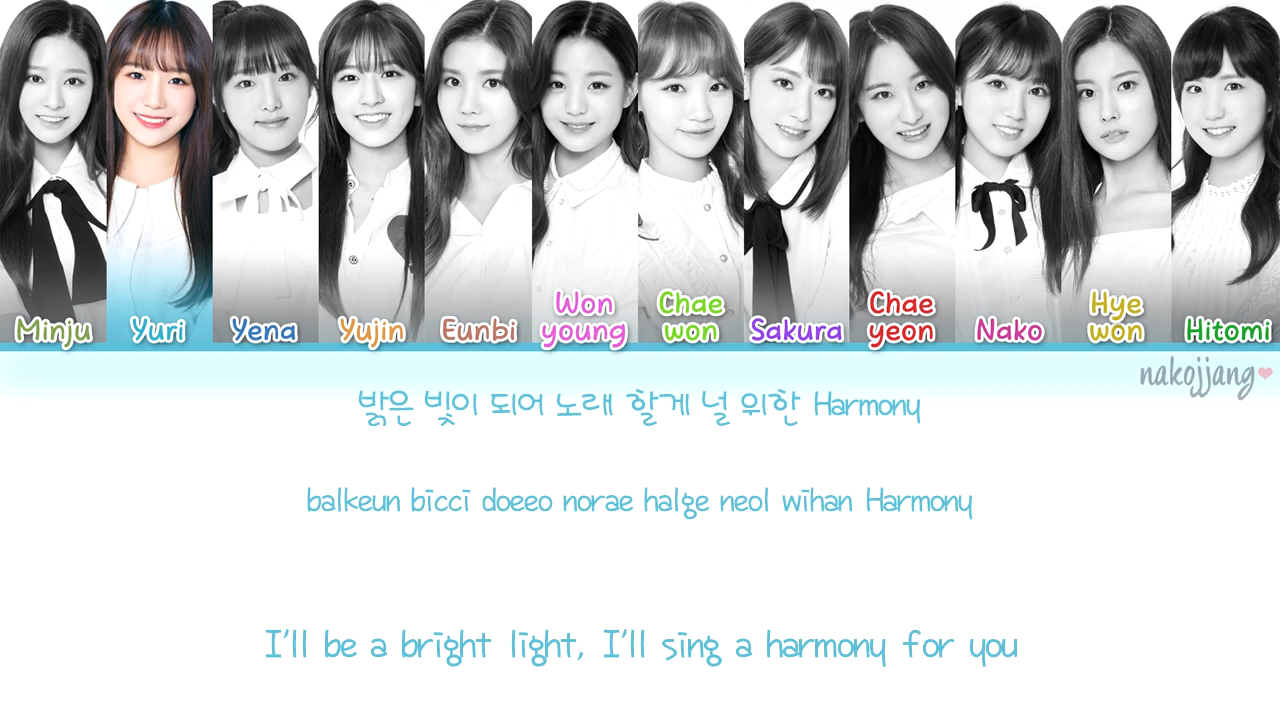 Minju
Yuri
Yena
Yujin
Eunbi
Won
young
Chae
won
Sakura
Chae
yeon
Nako
Hye
won
Hitomi
nakojjang
밝은 빛이 되어 노래 할게 널 위한 Harmony
balkeun bicci doeeo norae halge neol wihan Harmony
I'll be a bright light, I'll sing a harmony for you